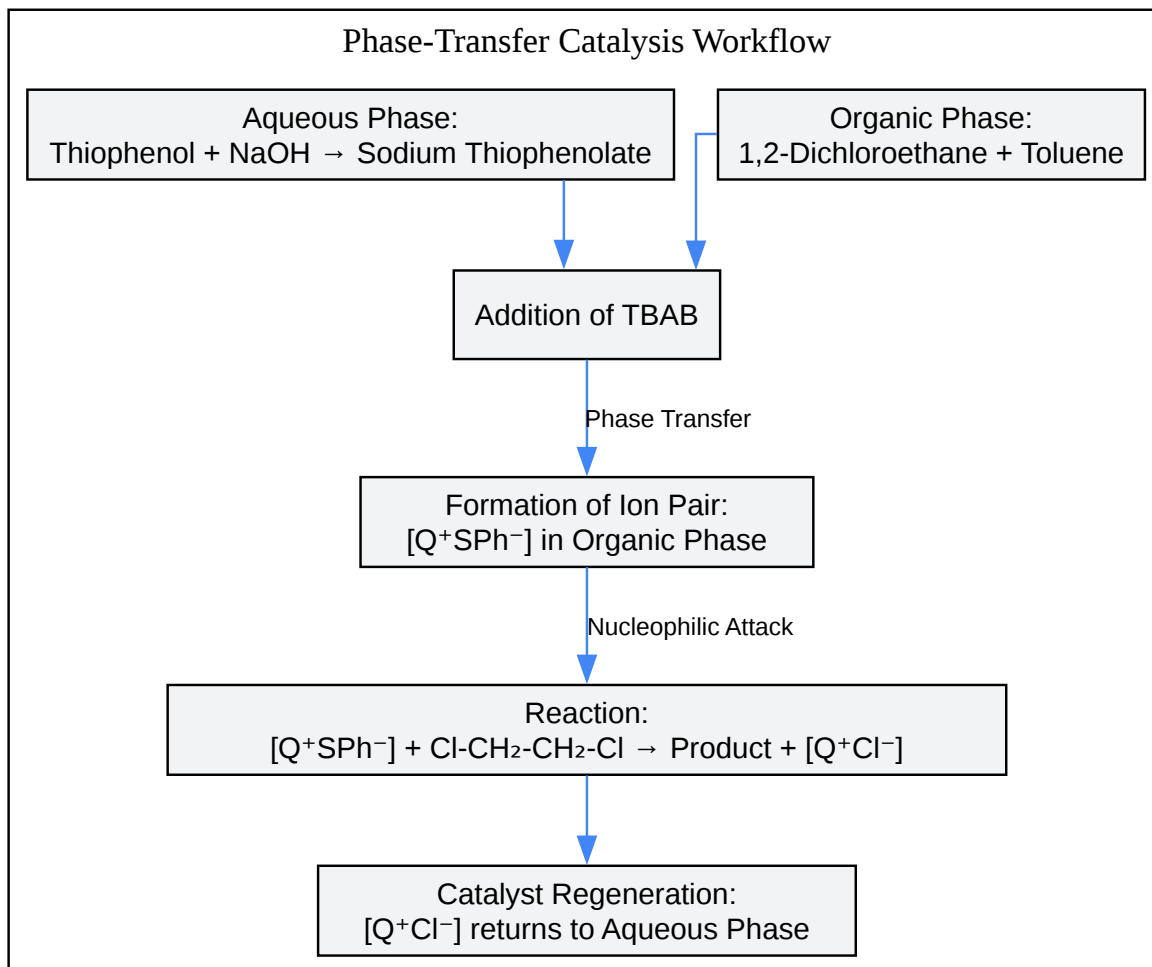 Phase-Transfer Catalysis Workflow
Aqueous Phase:
Thiophenol + NaOH → Sodium Thiophenolate
Organic Phase:
1,2-Dichloroethane + Toluene
Addition of TBAB
Phase Transfer
Formation of Ion Pair:
[Q⁺SPh⁻] in Organic Phase
Nucleophilic Attack
Reaction:
[Q⁺SPh⁻] + Cl-CH₂-CH₂-Cl → Product + [Q⁺Cl⁻]
Catalyst Regeneration:
[Q⁺Cl⁻] returns to Aqueous Phase